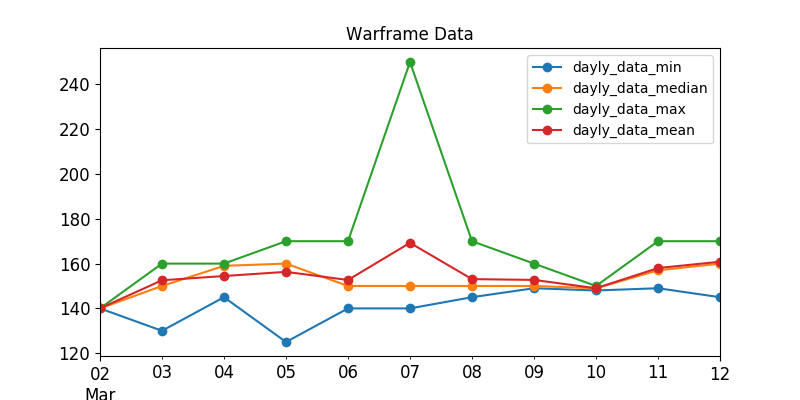 Warframe Data
dayly_data_min
dayly_data_median
dayly_data_max
dayly_data_mean
240
220
200
180
160
140
120
02 03 04 05 06 07 08 09 10 11 12
Mar